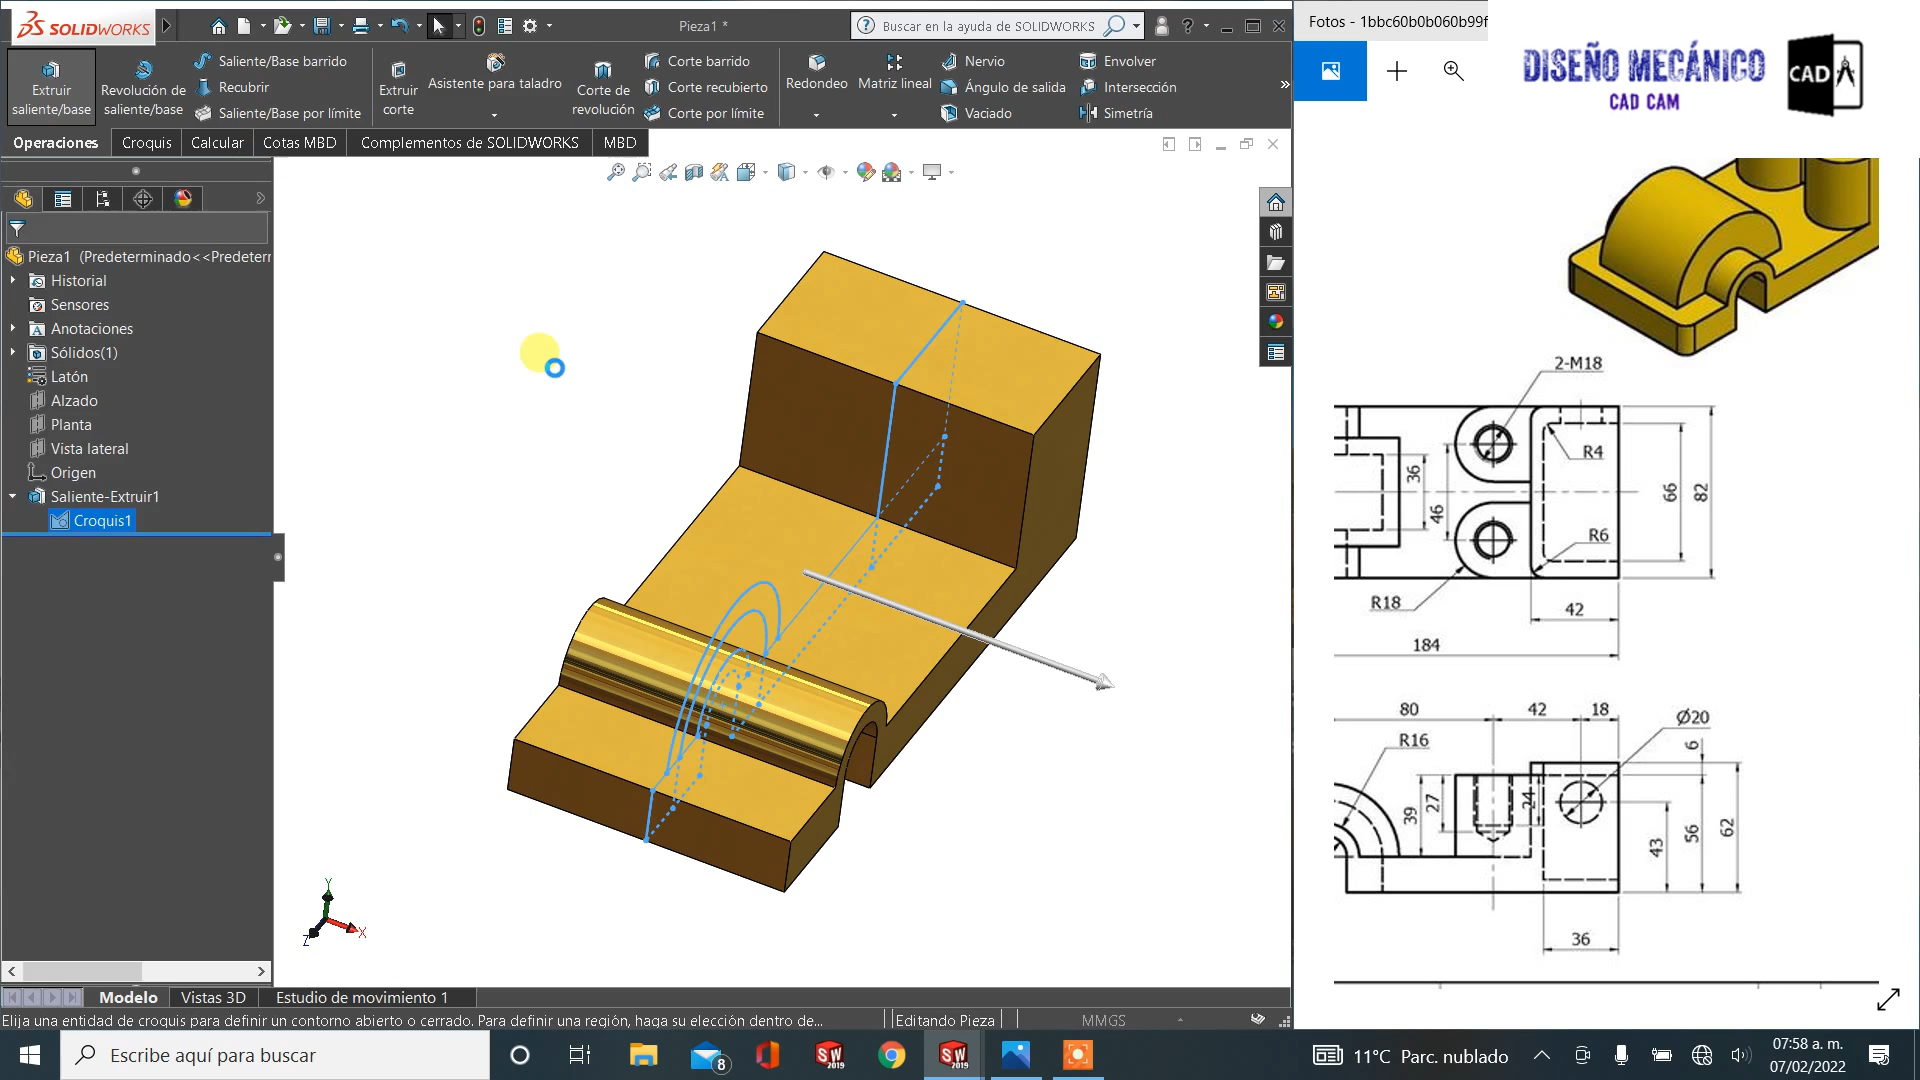 SOLIDWORKS
Pieza1 *
Buscar en la ayuda de SOLIDWORKS
Fotos - 1bbc60b0b060b99f
DISEÑO MECÁNICO
CAD CAM
CAD
Extruir saliente/base
Revolución de saliente/base
Saliente/Base barrido
Recubrir
Saliente/Base por límite
Extruir corte
Asistente para taladro
Corte de revolución
Corte barrido
Corte recubierto
Corte por límite
Redondeo
Matriz lineal
Nervio
Ángulo de salida
Vaciado
Envolver
Intersección
Simetría
Operaciones
Croquis
Calcular
Cotas MBD
Complementos de SOLIDWORKS
MBD
Pieza1 (Predeterminado<<Predeterr
Historial
Sensores
Anotaciones
Sólidos(1)
Latón
Alzado
Planta
Vista lateral
Origen
Saliente-Extruir1
Croquis1
Y
X
Z
2-M18
R4
36
46
66
82
R6
R18
42
184
80
42
18
Ø20
R16
6
39
27
24
43
56
62
36
Modelo
Vistas 3D
Estudio de movimiento 1
Elija una entidad de croquis para definir un contorno abierto o cerrado. Para definir una región, haga su elección dentro de...
Editando Pieza
MMGS
Escribe aquí para buscar
8
SW
2019
SW
2019
11°C Parc. nublado
07:58 a. m.
07/02/2022